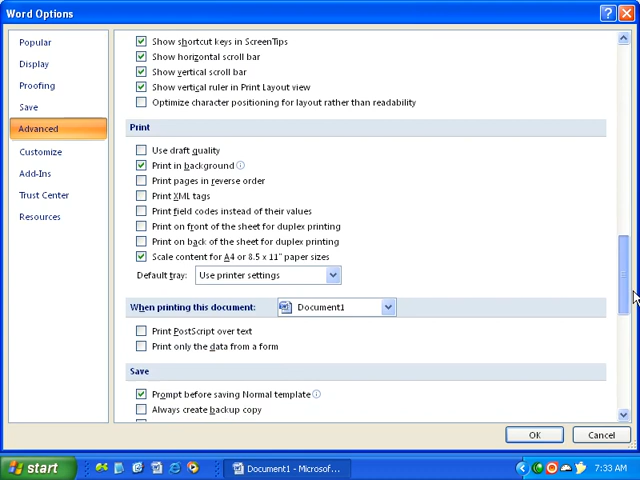 Word Options
Popular
Display
Proofing
Save
Advanced
Customize
Add-Ins
Trust Center
Resources
Show shortcut keys in ScreenTips
Show horizontal scroll bar
Show vertical scroll bar
Show vertical ruler in Print Layout view
Optimize character positioning for layout rather than readability
Print
Use draft quality
Print in background
Print pages in reverse order
Print XML tags
Print field codes instead of their values
Print on front of the sheet for duplex printing
Print on back of the sheet for duplex printing
Scale content for A4 or 8.5 x 11" paper sizes
Default tray: Use printer settings
When printing this document: Document1
Print PostScript over text
Print only the data from a form
Save
Prompt before saving Normal template
Always create backup copy
OK Cancel
start Document1 - Microsof... 7:33 AM